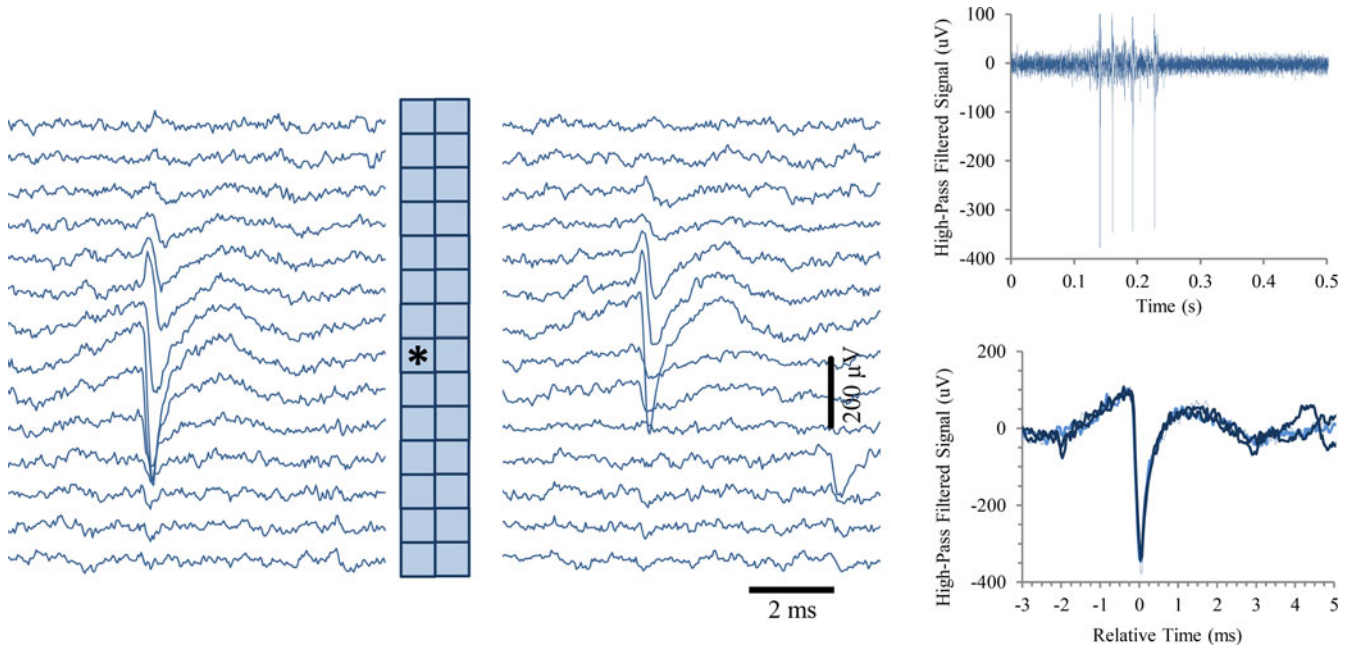 *
200 µV
2 ms
High-Pass Filtered Signal (uV)
100
0
-100
-200
-300
-400
0 0.1 0.2 0.3 0.4 0.5
Time (s)
High-Pass Filtered Signal (uV)
200
0
-200
-400
-3 -2 -1 0 1 2 3 4 5
Relative Time (ms)